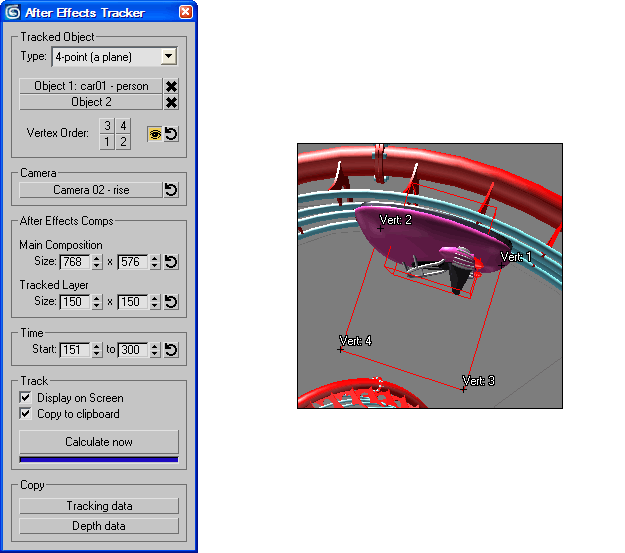 After Effects Tracker
Tracked Object
Type: 4-point (a plane)
Object 1: car01 - person
Object 2
Vertex Order: 3 4
1 2
Camera
Camera 02 - rise
After Effects Comps
Main Composition
Size: 768 x 576
Tracked Layer
Size: 150 x 150
Time
Start: 151 to 300
Track
Display on Screen
Copy to clipboard
Calculate now
Copy
Tracking data
Depth data
Vert: 2
Vert: 1
Vert: 4
Vert: 3